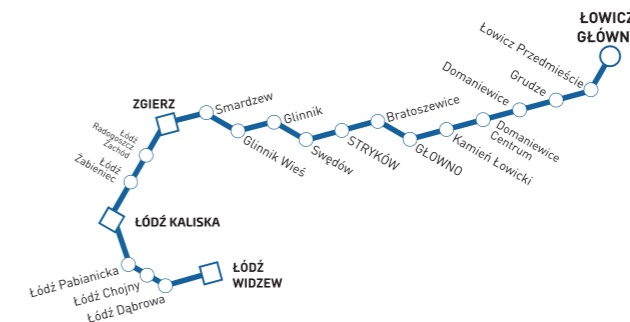 ŁOWICZ
GŁÓWN
Łowicz Przedmieście
Grudze
Domaniewice
Domaniewice
Centrum
Kamień Łowicki
GŁOWNO
Bratoszewice
STRYKÓW
Swędów
Glinnik
Glinnik Wieś
Smardzew
ZGIERZ
Łódź
Radogoszcz
Zachód
Łódź
Żabieniec
ŁÓDŹ KALISKA
Łódź Pabianicka
Łódź Chojny
Łódź Dąbrowa
ŁÓDŹ
WIDZEW